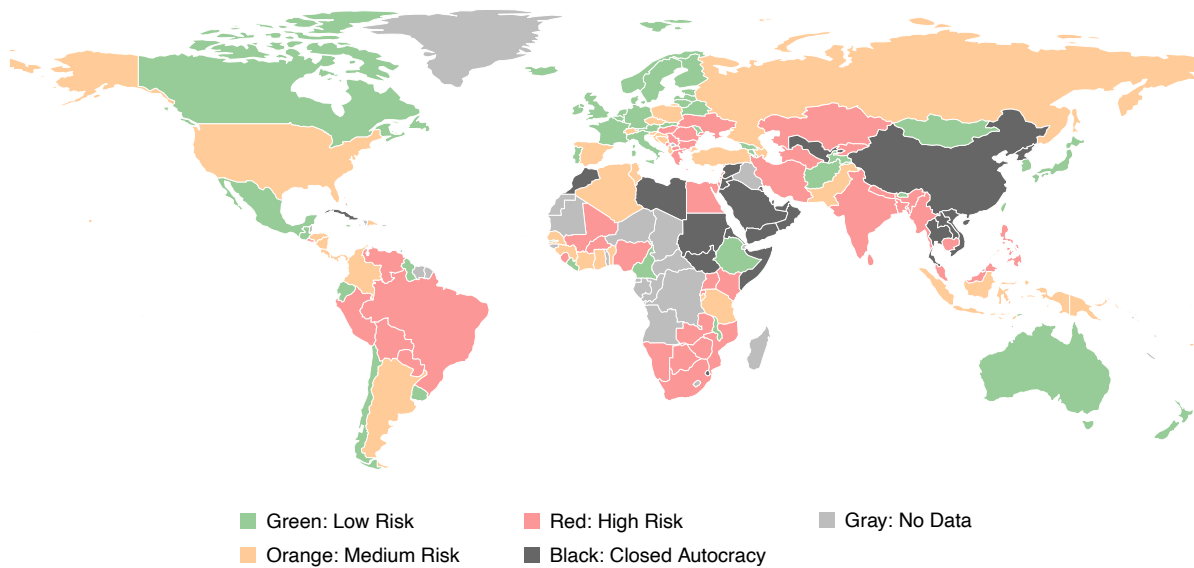 Green: Low Risk
Red: High Risk
Gray: No Data
Orange: Medium Risk
Black: Closed Autocracy